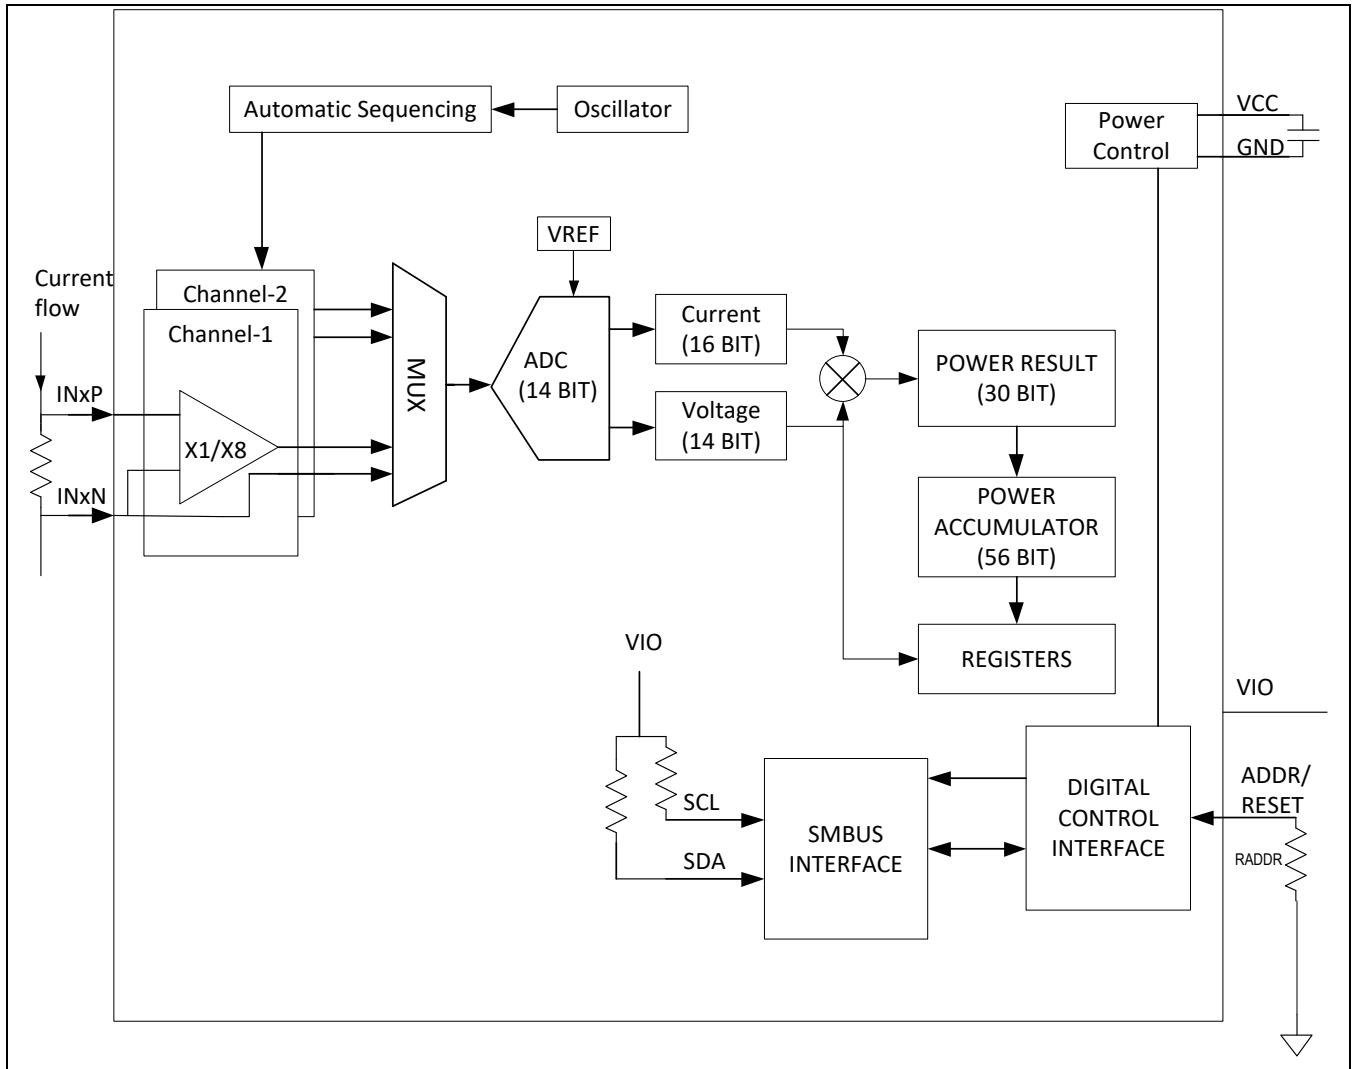 Automatic Sequencing
Oscillator
Power
Control
VCC
GND
VREF
Current
flow
Channel-2
Channel-1
INxP
X1/X8
INxN
MUX
ADC
(14 BIT)
Current
(16 BIT)
Voltage
(14 BIT)
POWER RESULT
(30 BIT)
POWER
ACCUMULATOR
(56 BIT)
REGISTERS
VIO
VIO
SCL
SDA
SMBUS
INTERFACE
DIGITAL
CONTROL
INTERFACE
ADDR/
RESET
RADDR